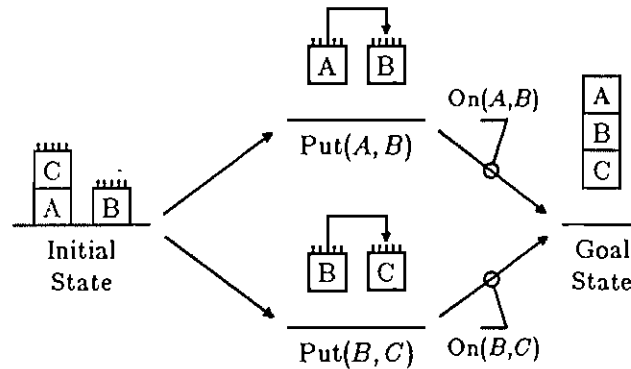 A B
On(A,B)
A
B
C
Put(A, B)
C
A B
Initial
State
B C
Goal
State
Put(B, C)
On(B,C)